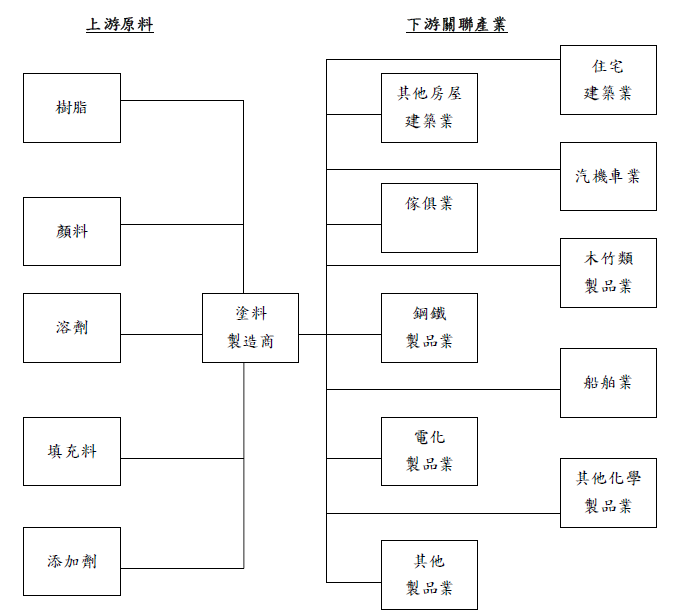 上游原料
下游關聯產業
樹脂
顏料
溶劑
填充料
添加劑
塗料
製造商
其他房屋
建築業
傢俱業
鋼鐵
製品業
電化
製品業
其他
製品業
住宅
建築業
汽機車業
木竹類
製品業
船舶業
其他化學
製品業